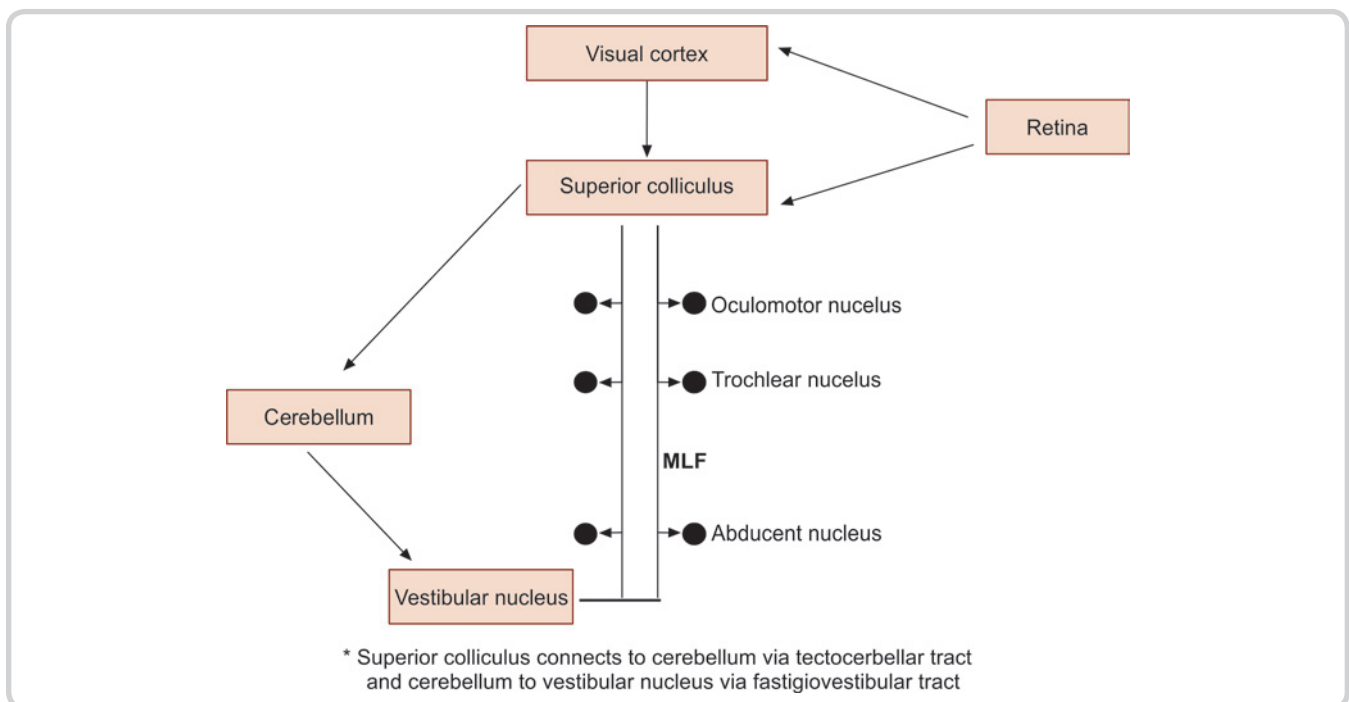 Visual cortex
Retina
Superior colliculus
Oculomotor nucelus
Trochlear nucelus
Cerebellum
MLF
Abducent nucleus
Vestibular nucleus
* Superior colliculus connects to cerebellum via tectocerbellar tract
and cerebellum to vestibular nucleus via fastigiovestibular tract